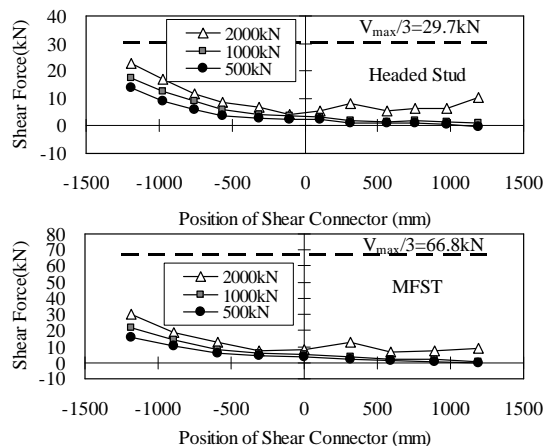 Shear Force(kN)
40
30
20
10
0
-10
2000kN
1000kN
500kN
Vmax/3=29.7kN
Headed Stud
-1500 -1000 -500 0 500 1000 1500
Position of Shear Connector (mm)
Shear Force(kN)
80
70
60
50
40
30
20
10
0
-10
2000kN
1000kN
500kN
Vmax/3=66.8kN
MFST
-1500 -1000 -500 0 500 1000 1500
Position of Shear Connector (mm)